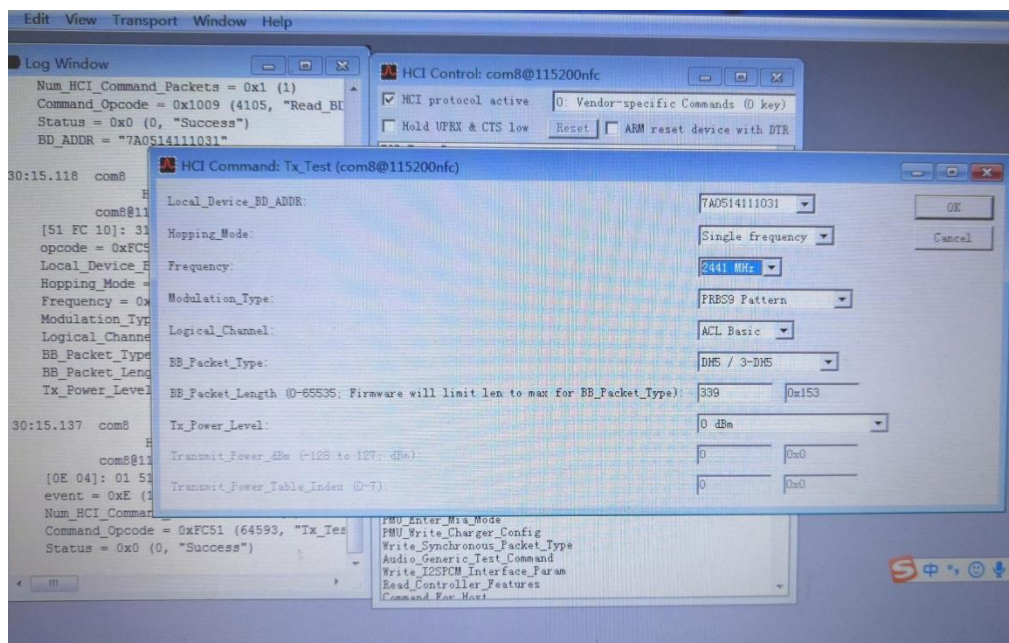 Edit View Transport Window Help
Log Window
Num_HCI_Command_Packets = 0x1 (1)
Command_Opcode = 0x1009 (4105, "Read_BD
Status = 0x0 (0, "Success")
BD_ADDR = "7A0514111031"
30:15.118 com8
com8@11
[51 FC 10]: 31
opcode = 0xFC5
Local_Device_B
Hopping_Mode =
Frequency = 0x
Modulation_Typ
Logical_Channe
BB_Packet_Type
BB_Packet_Leng
Tx_Power_Level
30:15.137 com8
com8@11
[0E 04]: 01 51
event = 0xE (1
Num_HCI_Comman
Command_Opcode = 0xFC51 (64593, "Tx_Tes
Status = 0x0 (0, "Success")
HCI Control: com8@115200nfc
HCI protocol active 0: Vendor-specific Commands (0 key)
Hold UPRX & CTS low Reset ARM reset device with DTR
HCI Command: Tx_Test (com8@115200nfc)
Local_Device_BD_ADDR: 7A0514111031 OK
Hopping_Mode: Single frequency Cancel
Frequency: 2441 MHz
Modulation_Type: PRBS9 Pattern
Logical_Channel: ACL Basic
BB_Packet_Type: DH5 / 3-DH5
BB_Packet_Length (0-65535; Firmware will limit len to max for BB_Packet_Type): 339 0x153
Tx_Power_Level: 0 dBm
Transmit_Power_dBm (-128 to 127; dBm): 0 0x0
Transmit_Power_Table_Index (0-7): 0 0x0
PMU_Enter_Mia_Mode
PMU_Write_Charger_Config
Write_Synchronous_Packet_Type
Audio_Generic_Test_Command
Write_I2SPCM_Interface_Param
Read_Controller_Features
Command_For_Host
S 中